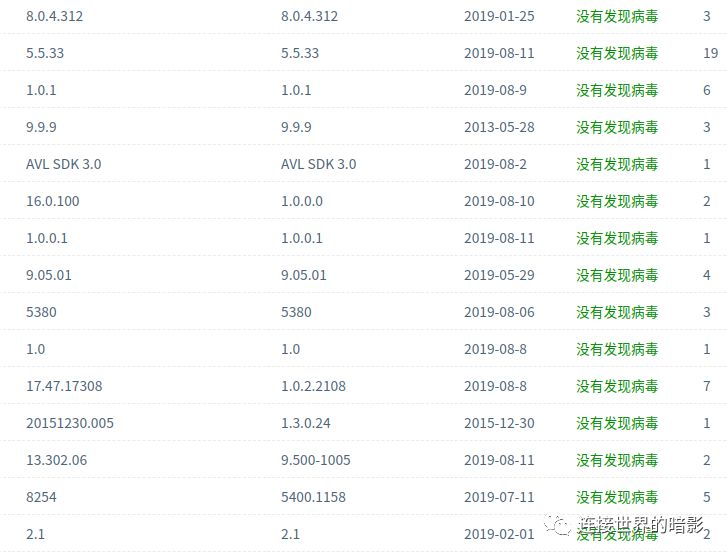 8.0.4.312 8.0.4.312 2019-01-25 没有发现病毒 3
5.5.33 5.5.33 2019-08-11 没有发现病毒 19
1.0.1 1.0.1 2019-08-9 没有发现病毒 6
9.9.9 9.9.9 2013-05-28 没有发现病毒 3
AVL SDK 3.0 AVL SDK 3.0 2019-08-2 没有发现病毒 1
16.0.100 1.0.0.0 2019-08-10 没有发现病毒 2
1.0.0.1 1.0.0.1 2019-08-11 没有发现病毒 1
9.05.01 9.05.01 2019-05-29 没有发现病毒 4
5380 5380 2019-08-06 没有发现病毒 3
1.0 1.0 2019-08-8 没有发现病毒 1
17.47.17308 1.0.2.2108 2019-08-8 没有发现病毒 7
20151230.005 1.3.0.24 2015-12-30 没有发现病毒 1
13.302.06 9.500-1005 2019-08-11 没有发现病毒 2
8254 5400.1158 2019-07-11 没有发现病毒 5
2.1 2.1 2019-02-01 没有发现病毒 2
连接世界的暗影